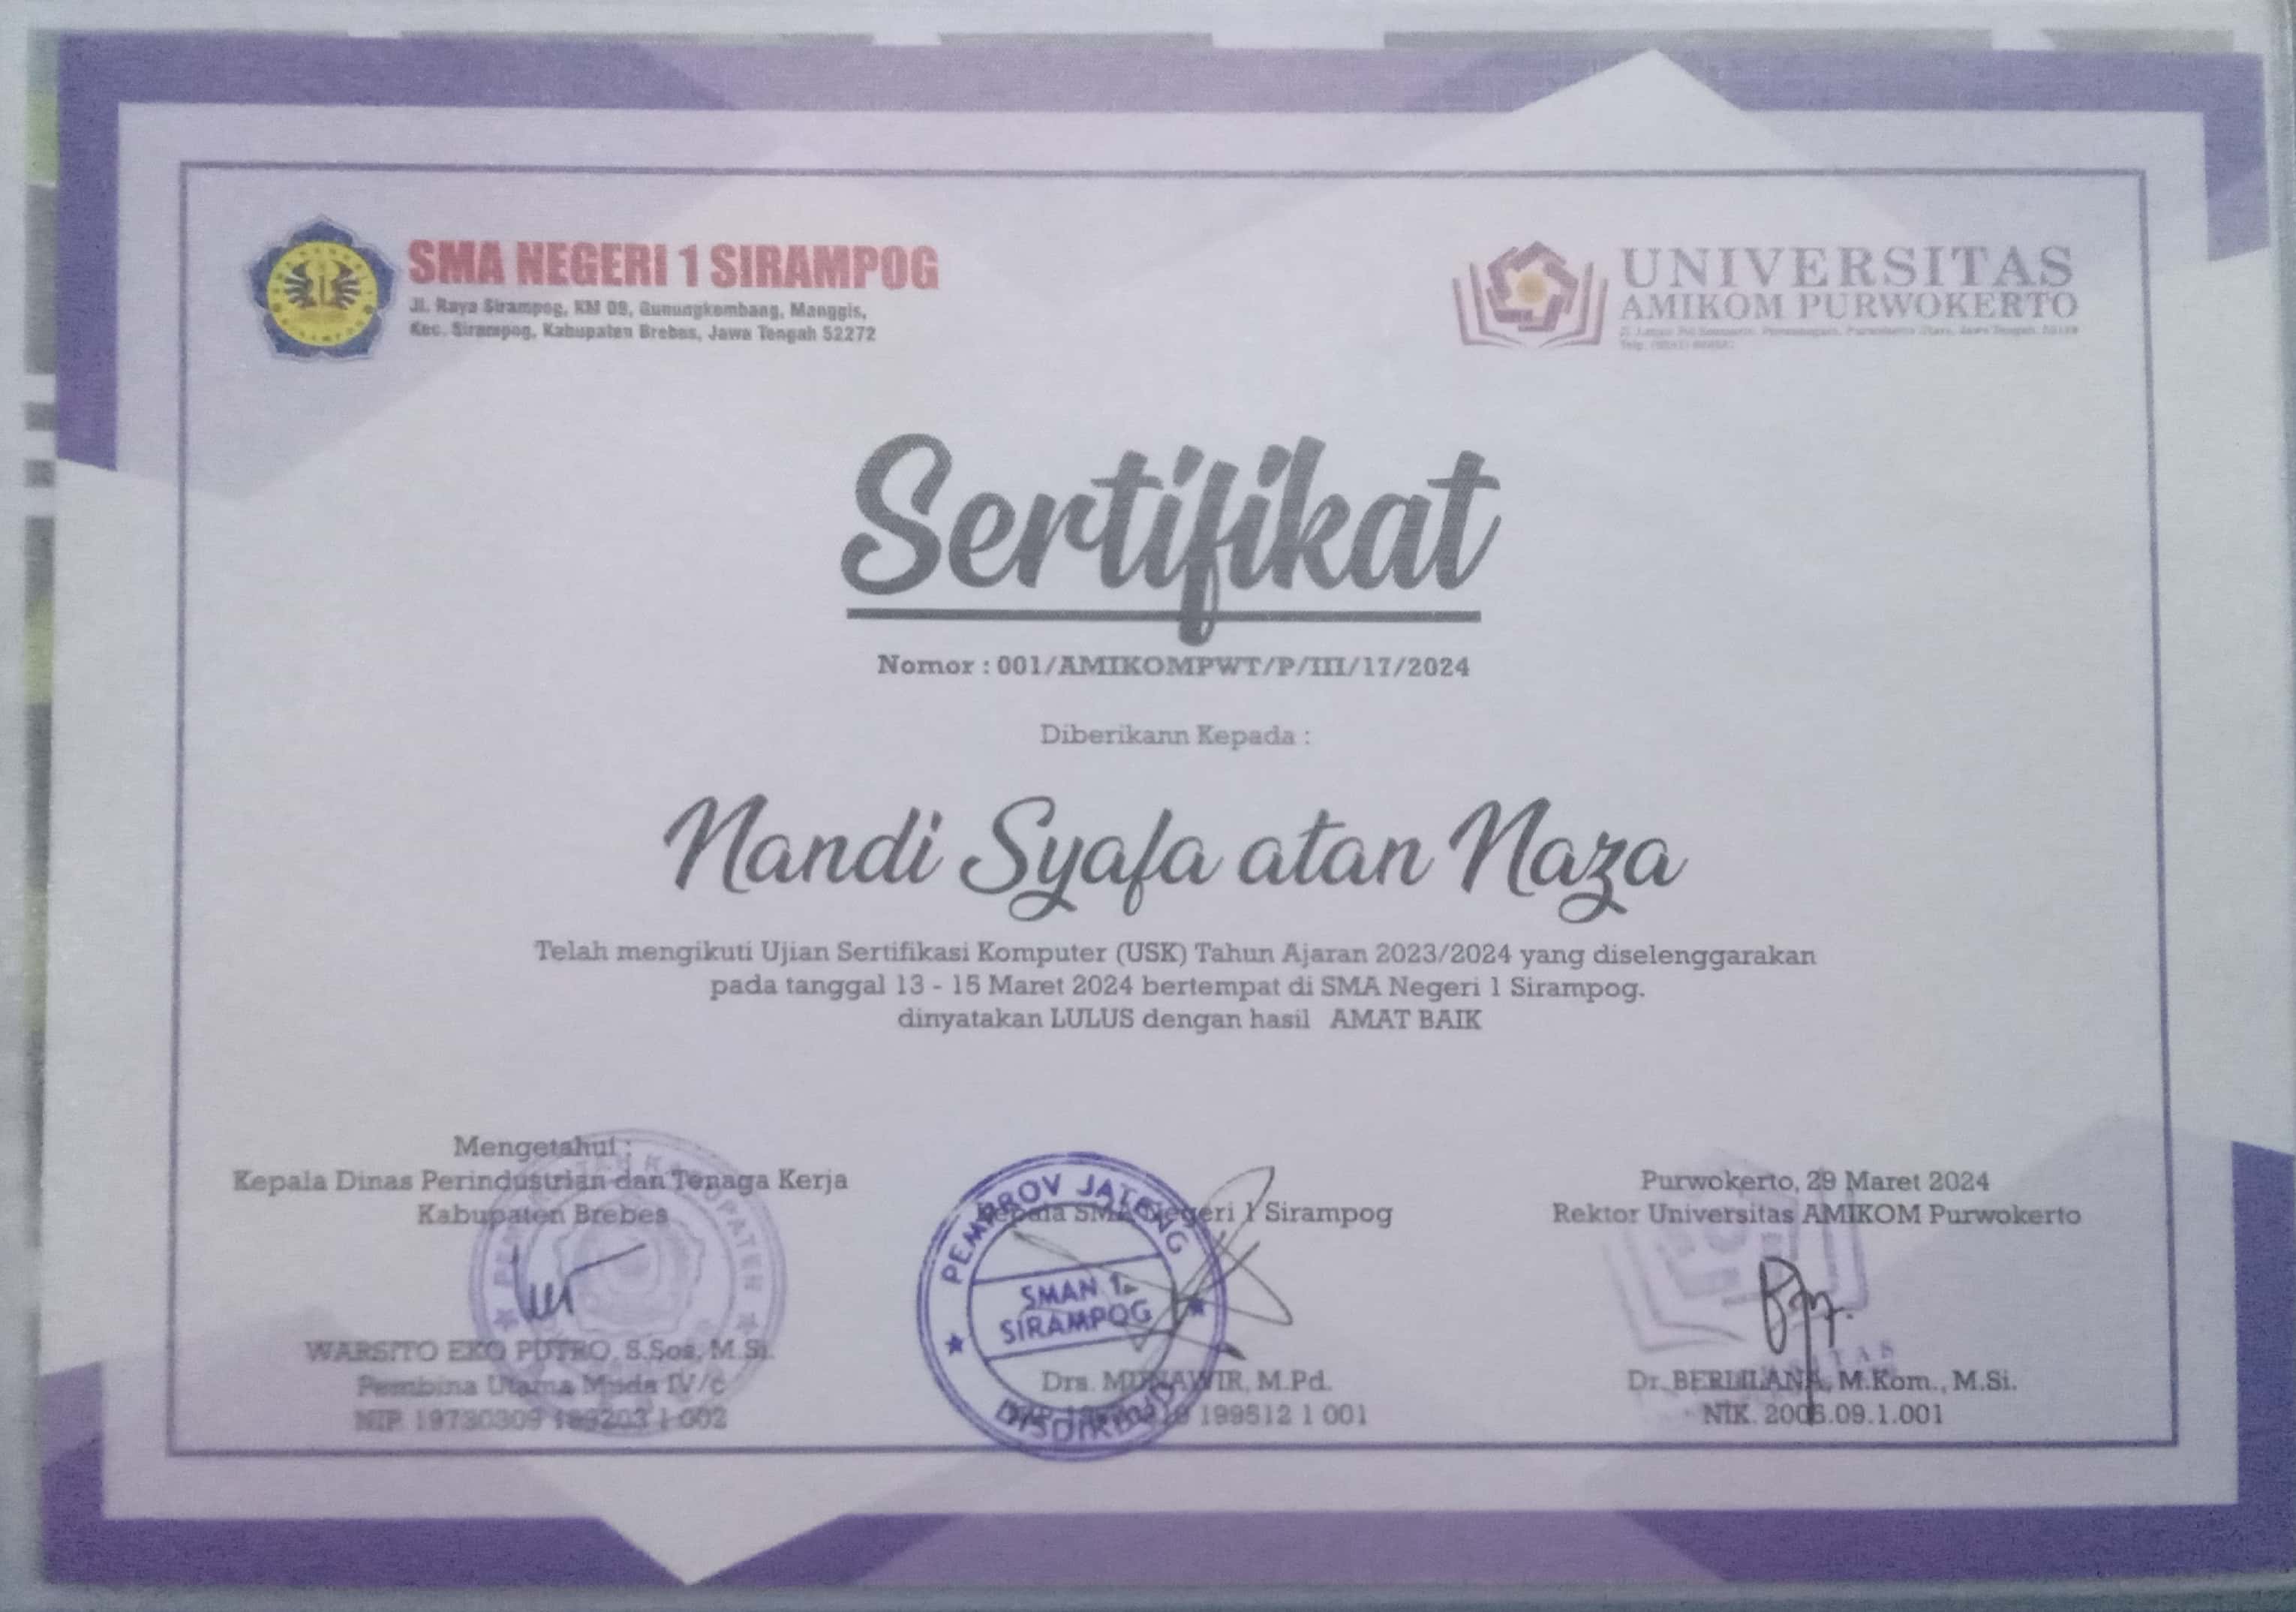 SMA NEGERI 1 SIRAMPOG
Jl. Raya Sirampog, KM 09, Gunungkembang, Manggis,
Kec. Sirampog, Kabupaten Brebes, Jawa Tengah 52272
UNIVERSITAS
AMIKOM PURWOKERTO
Sertifikat
Nomor : 001/AMIKOMPWT/P/III/17/2024
Diberikann Kepada :
Nandi Syafa atan Naza
Telah mengikuti Ujian Sertifikasi Komputer (USK) Tahun Ajaran 2023/2024 yang diselenggarakan
pada tanggal 13 - 15 Maret 2024 bertempat di SMA Negeri 1 Sirampog.
dinyatakan LULUS dengan hasil AMAT BAIK
Mengetahui :
Kepala Dinas Perindustrian dan Tenaga Kerja
Kabupaten Brebes
WARSITO EKO PUTRO, S.Sos, M.Si.
Pembina Utama Muda IV/c
NIP. 19730309 199203 1 002
Kepala SMA Negeri 1 Sirampog
PEMPROV JATENG
SMAN 1
SIRAMPOG
DISDIKBUD
Drs. MUNAWIR, M.Pd.
199512 1 001
Purwokerto, 29 Maret 2024
Rektor Universitas AMIKOM Purwokerto
Dr. BERLILANA, M.Kom., M.Si.
NIK. 2006.09.1.001